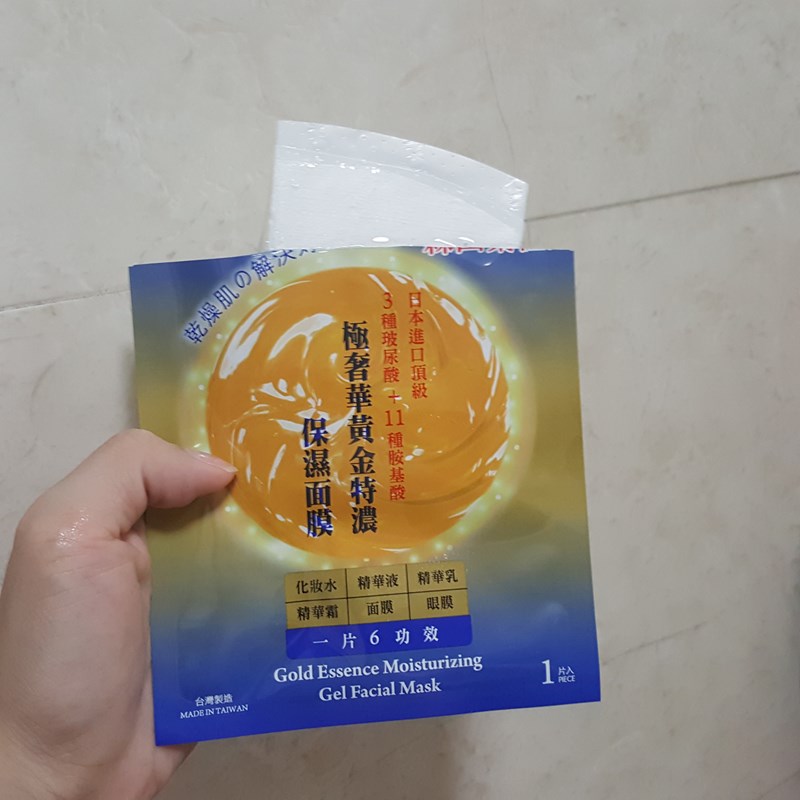 乾燥肌の解決
日本進口頂級
3種玻尿酸+11種胺基酸
極奢華黃金特濃
保濕面膜
化妝水 精華液 精華乳
精華霜 面膜 眼膜
一片6功效
Gold Essence Moisturizing
Gel Facial Mask
1 片入
PIECE
台灣製造
MADE IN TAIWAN